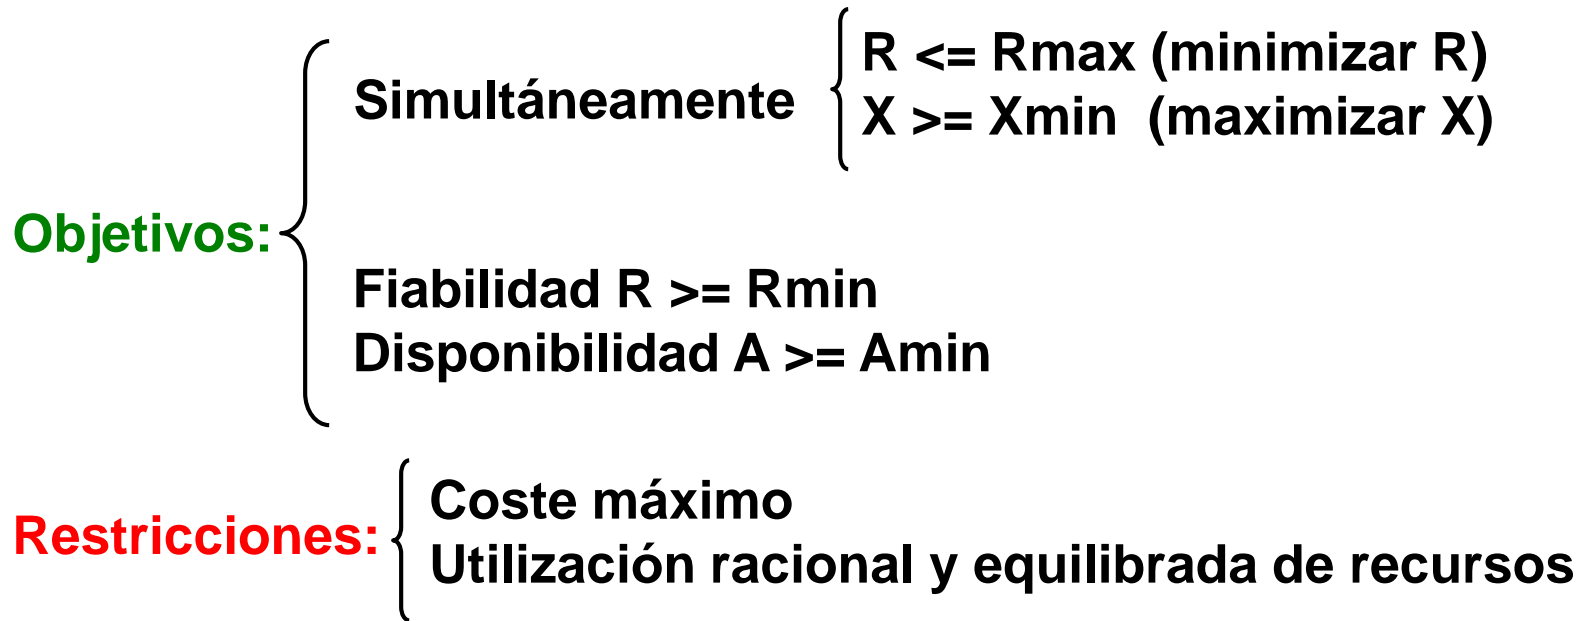 R <= Rmax (minimizar R)
Simultáneamente
X >= Xmin (maximizar X)
Objetivos:
Fiabilidad R >= Rmin
Disponibilidad A >= Amin
Coste máximo
Restricciones:
Utilización racional y equilibrada de recursos